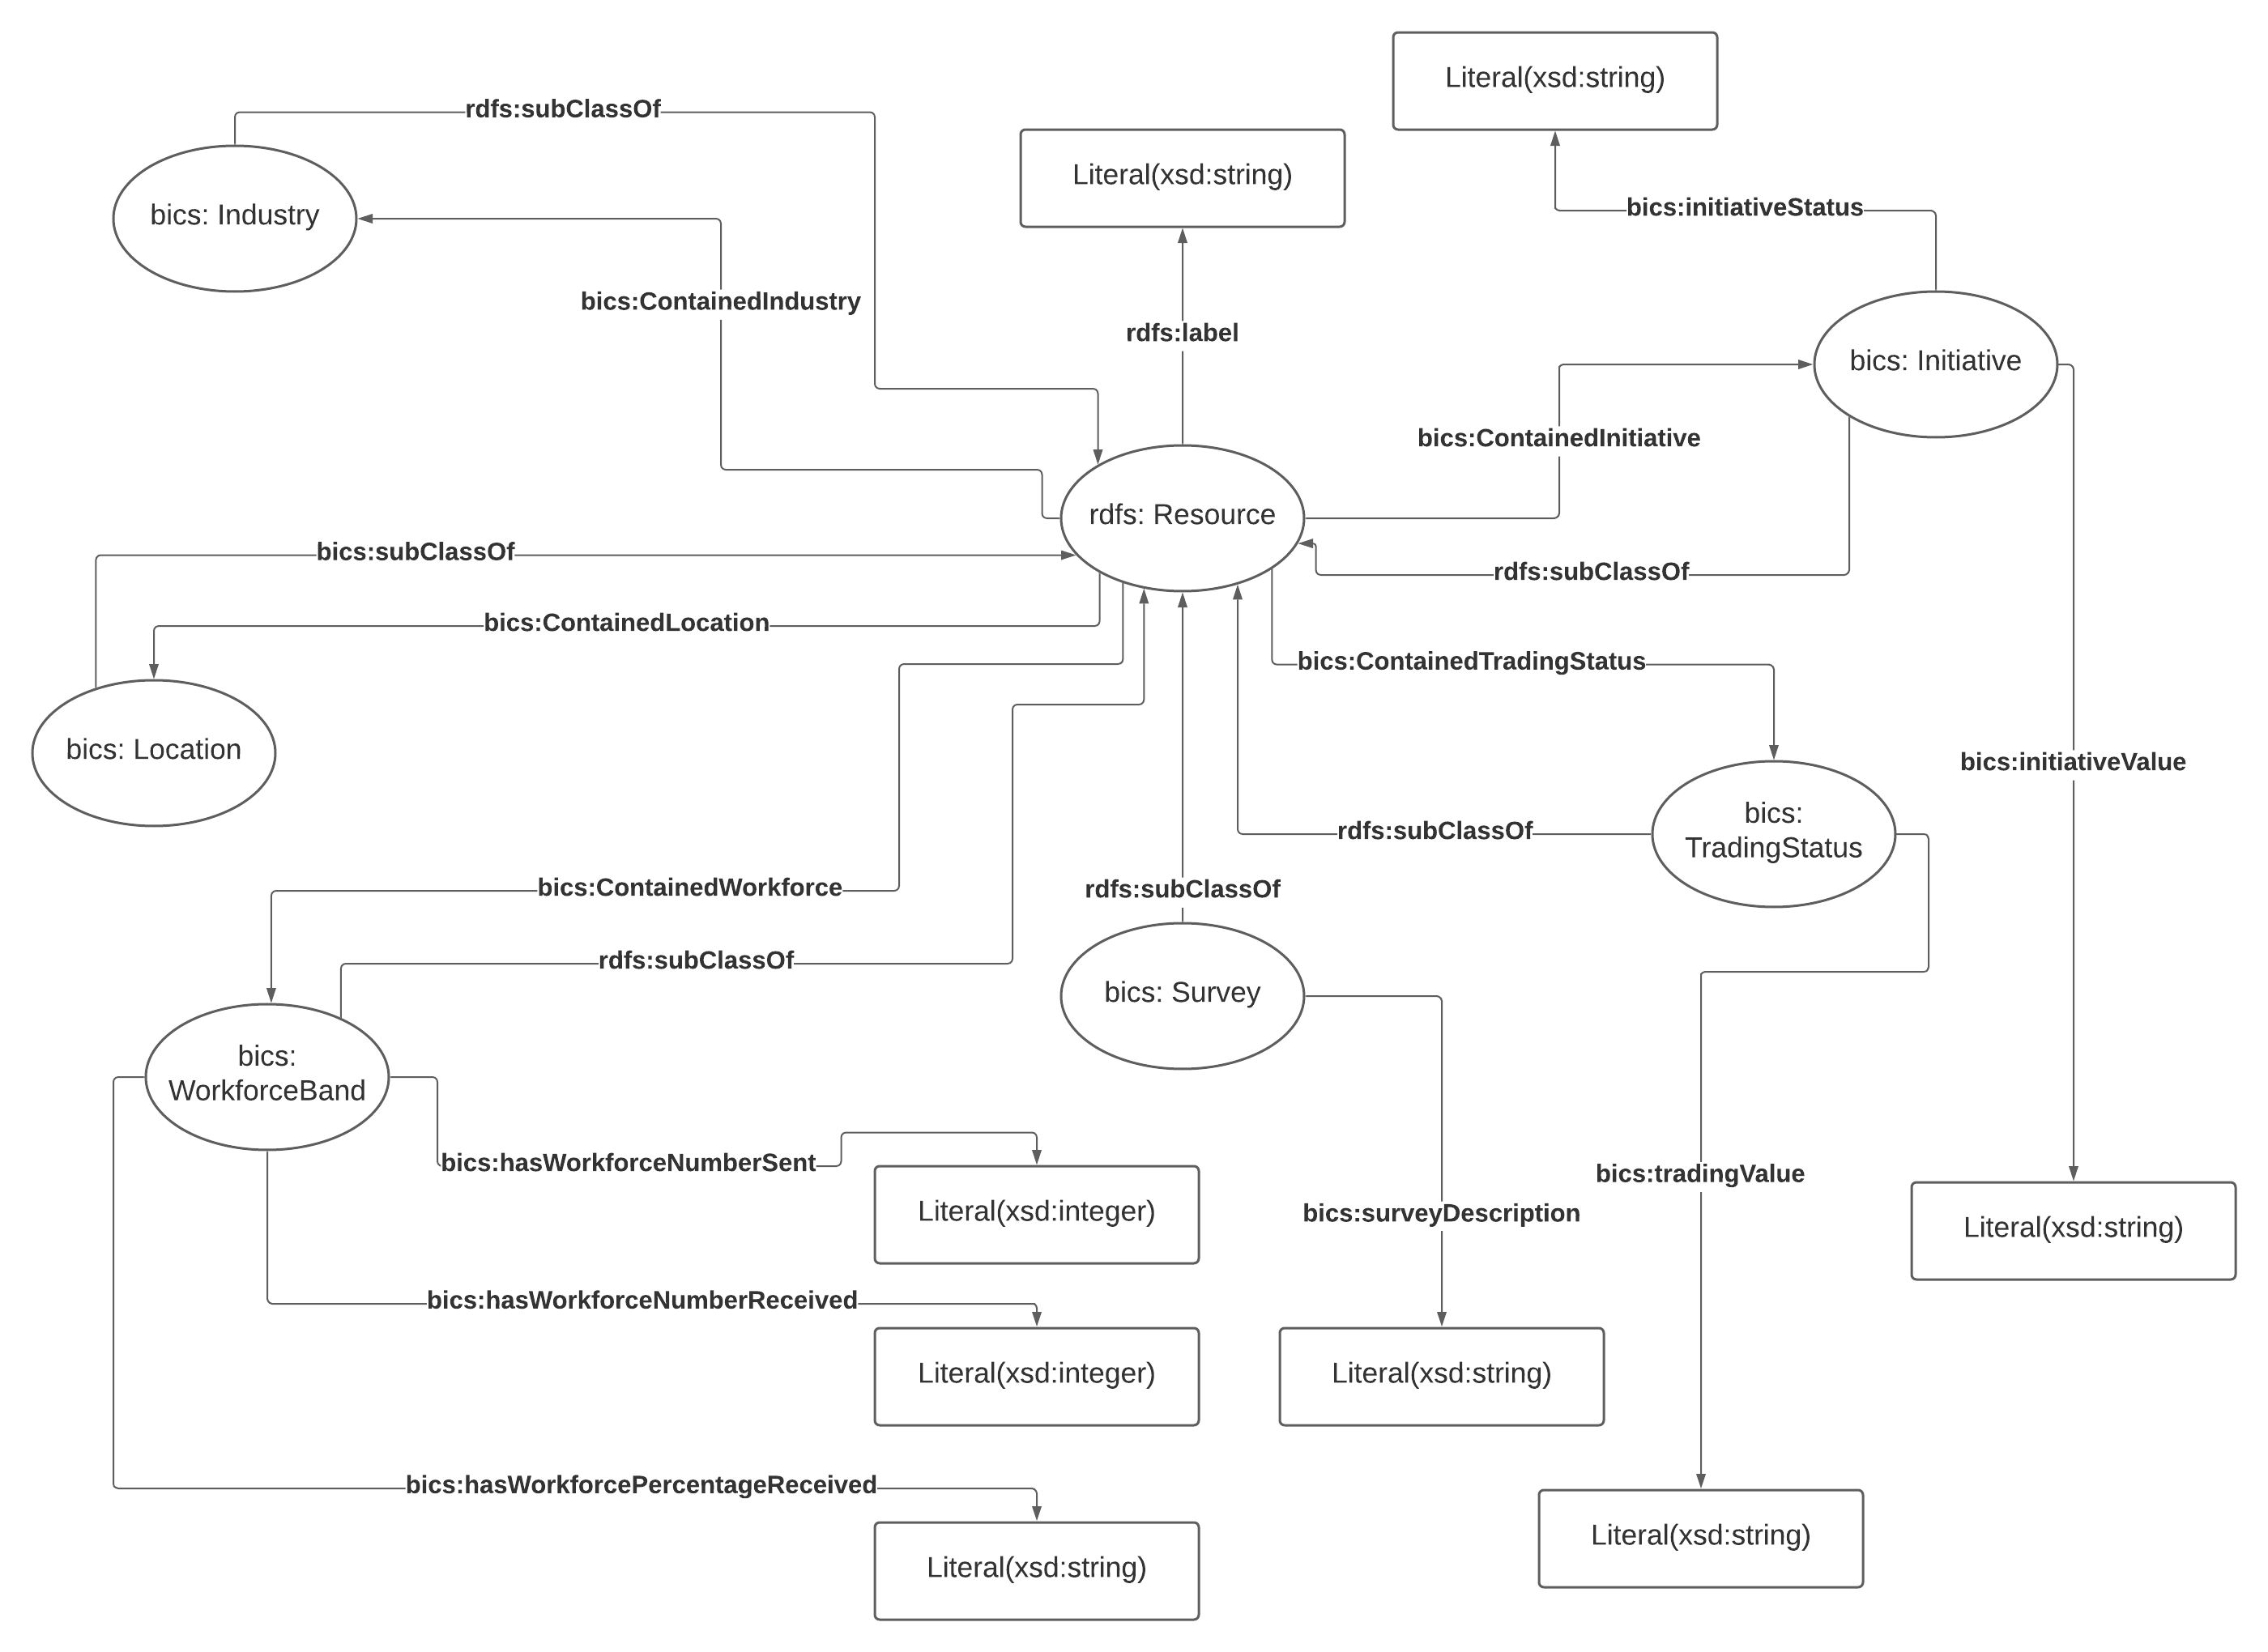 Literal(xsd:string)
rdfs:subClassOf
Literal(xsd:string)
bics:initiativeStatus
bics: Industry
bics:ContainedIndustry
rdfs:label
bics: Initiative
bics:ContainedInitiative
rdfs: Resource
bics:subClassOf
rdfs:subClassOf
bics:ContainedLocation
bics:ContainedTradingStatus
bics: Location
bics:initiativeValue
bics:
TradingStatus
rdfs:subClassOf
bics:ContainedWorkforce
rdfs:subClassOf
rdfs:subClassOf
bics: Survey
bics:
WorkforceBand
bics:hasWorkforceNumberSent
bics:tradingValue
Literal(xsd:integer)
bics:surveyDescription
Literal(xsd:string)
bics:hasWorkforceNumberReceived
Literal(xsd:integer)
Literal(xsd:string)
bics:hasWorkforcePercentageReceived
Literal(xsd:string)
Literal(xsd:string)